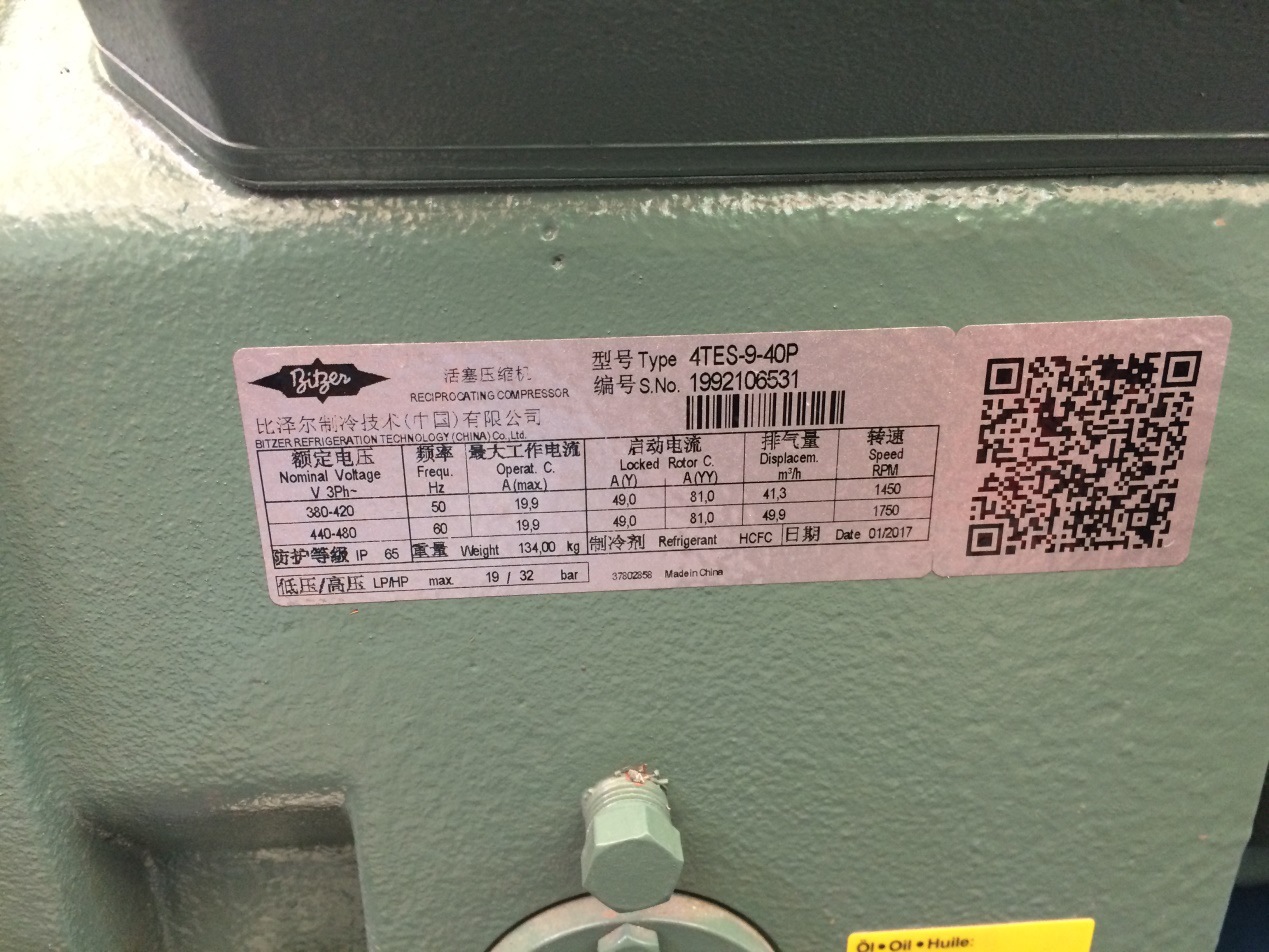 Bitzer
活塞压缩机
RECIPROCATING COMPRESSOR
比泽尔制冷技术(中国)有限公司
BITZER REFRIGERATION TECHNOLOGY (CHINA) Co., Ltd.
型号 Type 4TES-9-40P
编号 S.No. 1992106531
额定电压 频率 最大工作电流 启动电流 排气量 转速
Nominal Voltage Frequ. Operat. C. Locked Rotor C. Displacem. Speed
V 3Ph~ Hz A (max.) A (Y) A (YY) m³/h RPM
380-420 50 19,9 49,0 81,0 41,3 1450
440-480 60 19,9 49,0 81,0 49,9 1750
防护等级 IP 65 重量 Weight 134,00 kg 制冷剂 Refrigerant HCFC 日期 Date 01/2017
低压/高压 LP/HP max. 19 / 32 bar 37802858 Made in China
Öl • Oil • Huile: